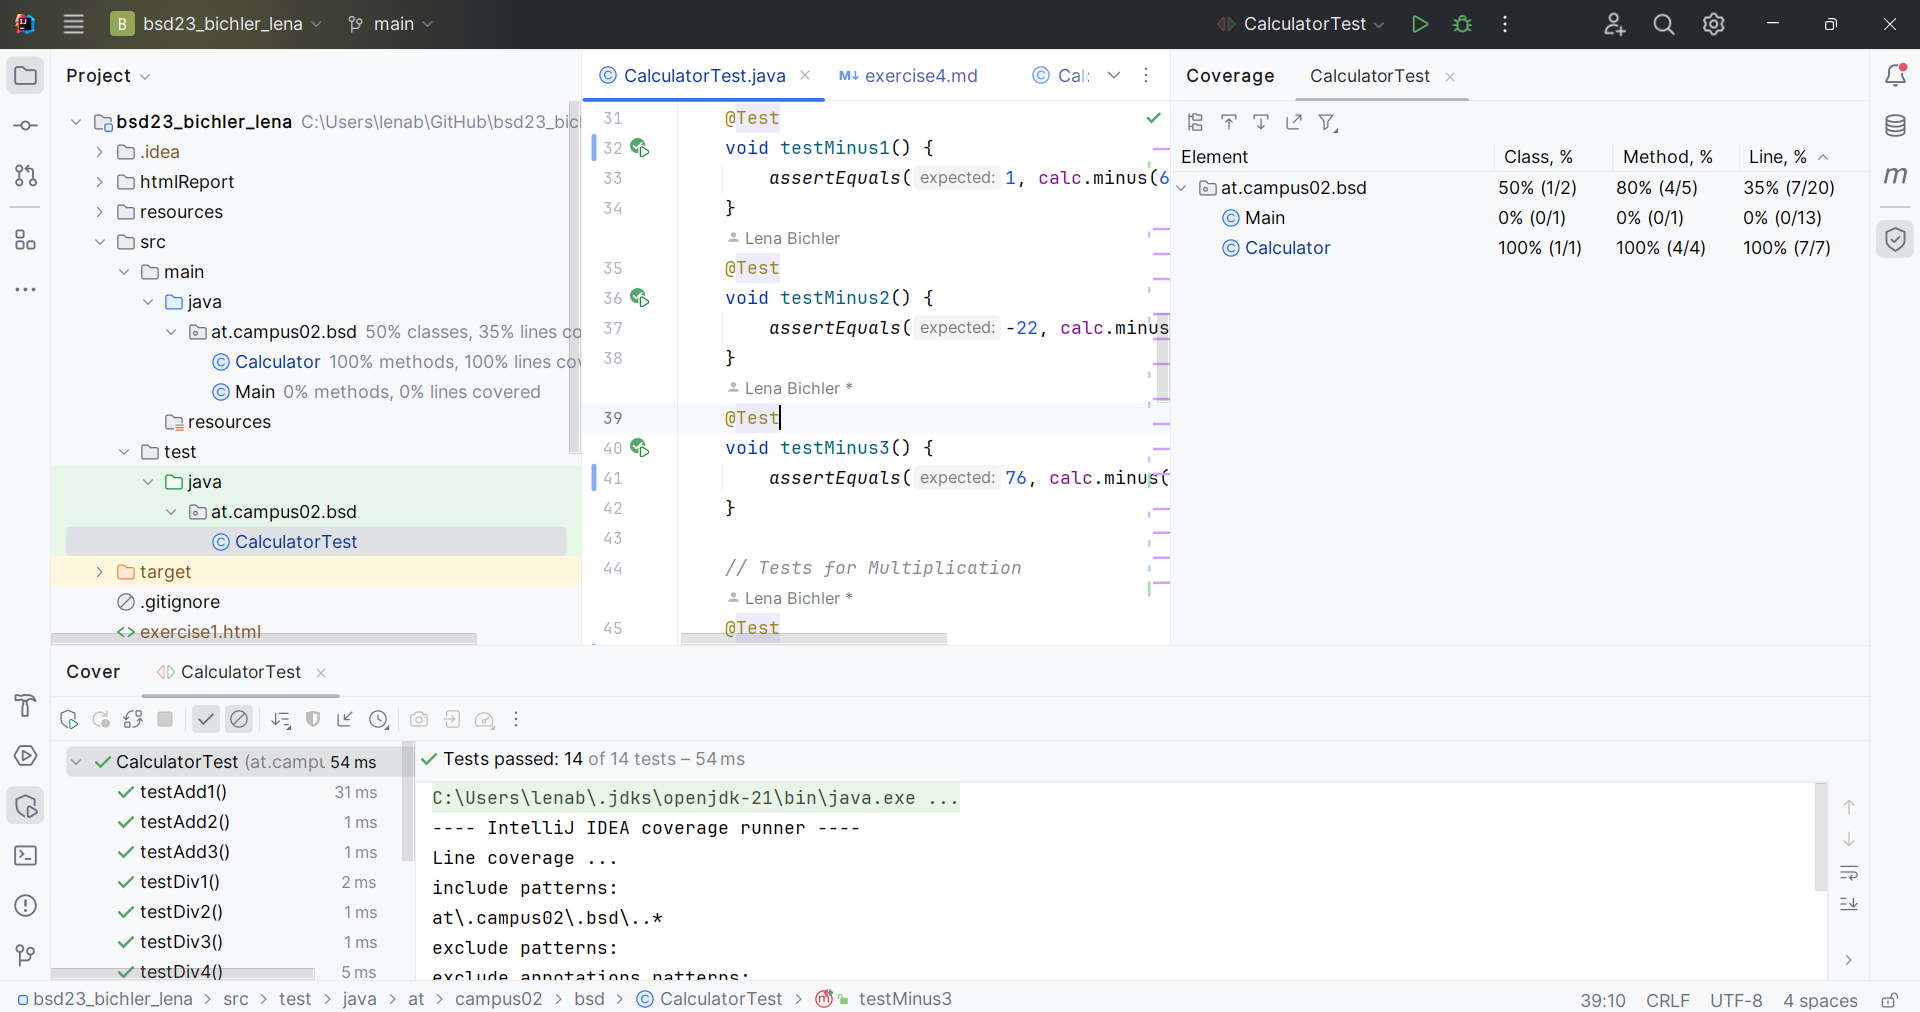 B bsd23_bichler_lena main CalculatorTest
Project
bsd23_bichler_lena C:\Users\lenab\GitHub\bsd23_bic
.idea
htmlReport
resources
src
main
java
at.campus02.bsd 50% classes, 35% lines co
Calculator 100% methods, 100% lines cov
Main 0% methods, 0% lines covered
resources
test
java
at.campus02.bsd
CalculatorTest
target
.gitignore
exercise1.html
CalculatorTest.java M↓ exercise4.md Cal
31 @Test
32 void testMinus1() {
33 assertEquals( expected: 1, calc.minus(6
34 }
Lena Bichler
35 @Test
36 void testMinus2() {
37 assertEquals( expected: -22, calc.minus
38 }
Lena Bichler *
39 @Test
40 void testMinus3() {
41 assertEquals( expected: 76, calc.minus(
42 }
43
44 // Tests for Multiplication
Lena Bichler *
45 @Test
Coverage CalculatorTest
Element Class, % Method, % Line, %
at.campus02.bsd 50% (1/2) 80% (4/5) 35% (7/20)
Main 0% (0/1) 0% (0/1) 0% (0/13)
Calculator 100% (1/1) 100% (4/4) 100% (7/7)
m
Cover CalculatorTest
CalculatorTest (at.campu 54 ms
testAdd1() 31 ms
testAdd2() 1 ms
testAdd3() 1 ms
testDiv1() 2 ms
testDiv2() 1 ms
testDiv3() 1 ms
testDiv4() 5 ms
Tests passed: 14 of 14 tests – 54 ms
C:\Users\lenab\.jdks\openjdk-21\bin\java.exe ...
---- IntelliJ IDEA coverage runner ----
Line coverage ...
include patterns:
at\.campus02\.bsd\..*
exclude patterns:
exclude annotations patterns:
bsd23_bichler_lena > src > test > java > at > campus02 > bsd > CalculatorTest > testMinus3
39:10 CRLF UTF-8 4 spaces